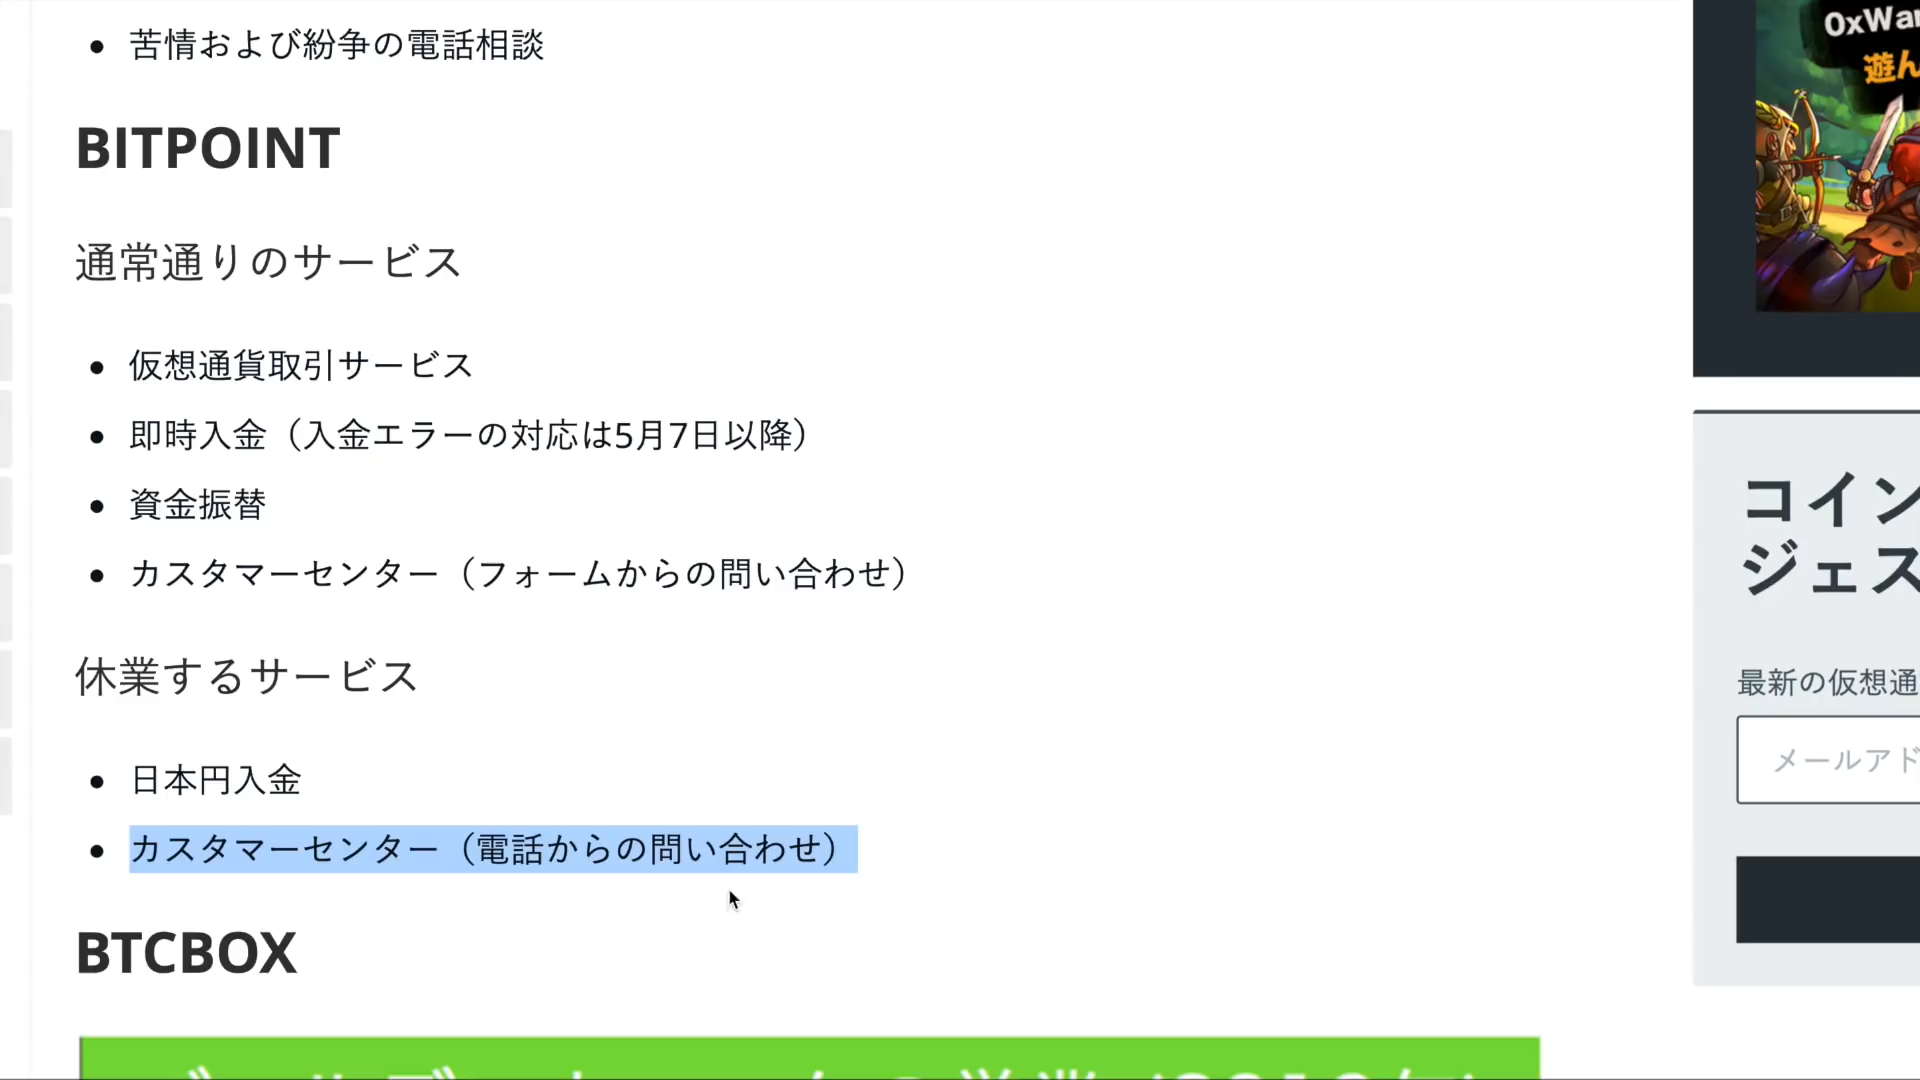 苦情および紛争の電話相談
BITPOINT
通常通りのサービス
仮想通貨取引サービス
即時入金（入金エラーの対応は5月7日以降）
資金振替
カスタマーセンター（フォームからの問い合わせ）
休業するサービス
日本円入金
カスタマーセンター（電話からの問い合わせ）
BTCBOX
0xWar
遊ん
コイン
ジェス
最新の仮想通
メールアド